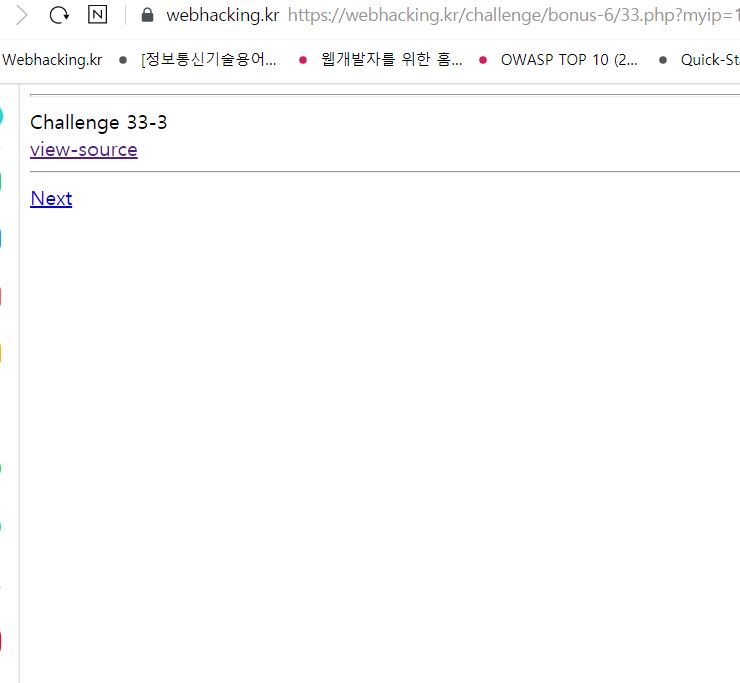 webhacking.kr https://webhacking.kr/challenge/bonus-6/33.php?myip=1
Webhacking.kr [정보통신기술용어... 웹개발자를 위한 홈... OWASP TOP 10 (2... Quick-St
Challenge 33-3
view-source
Next